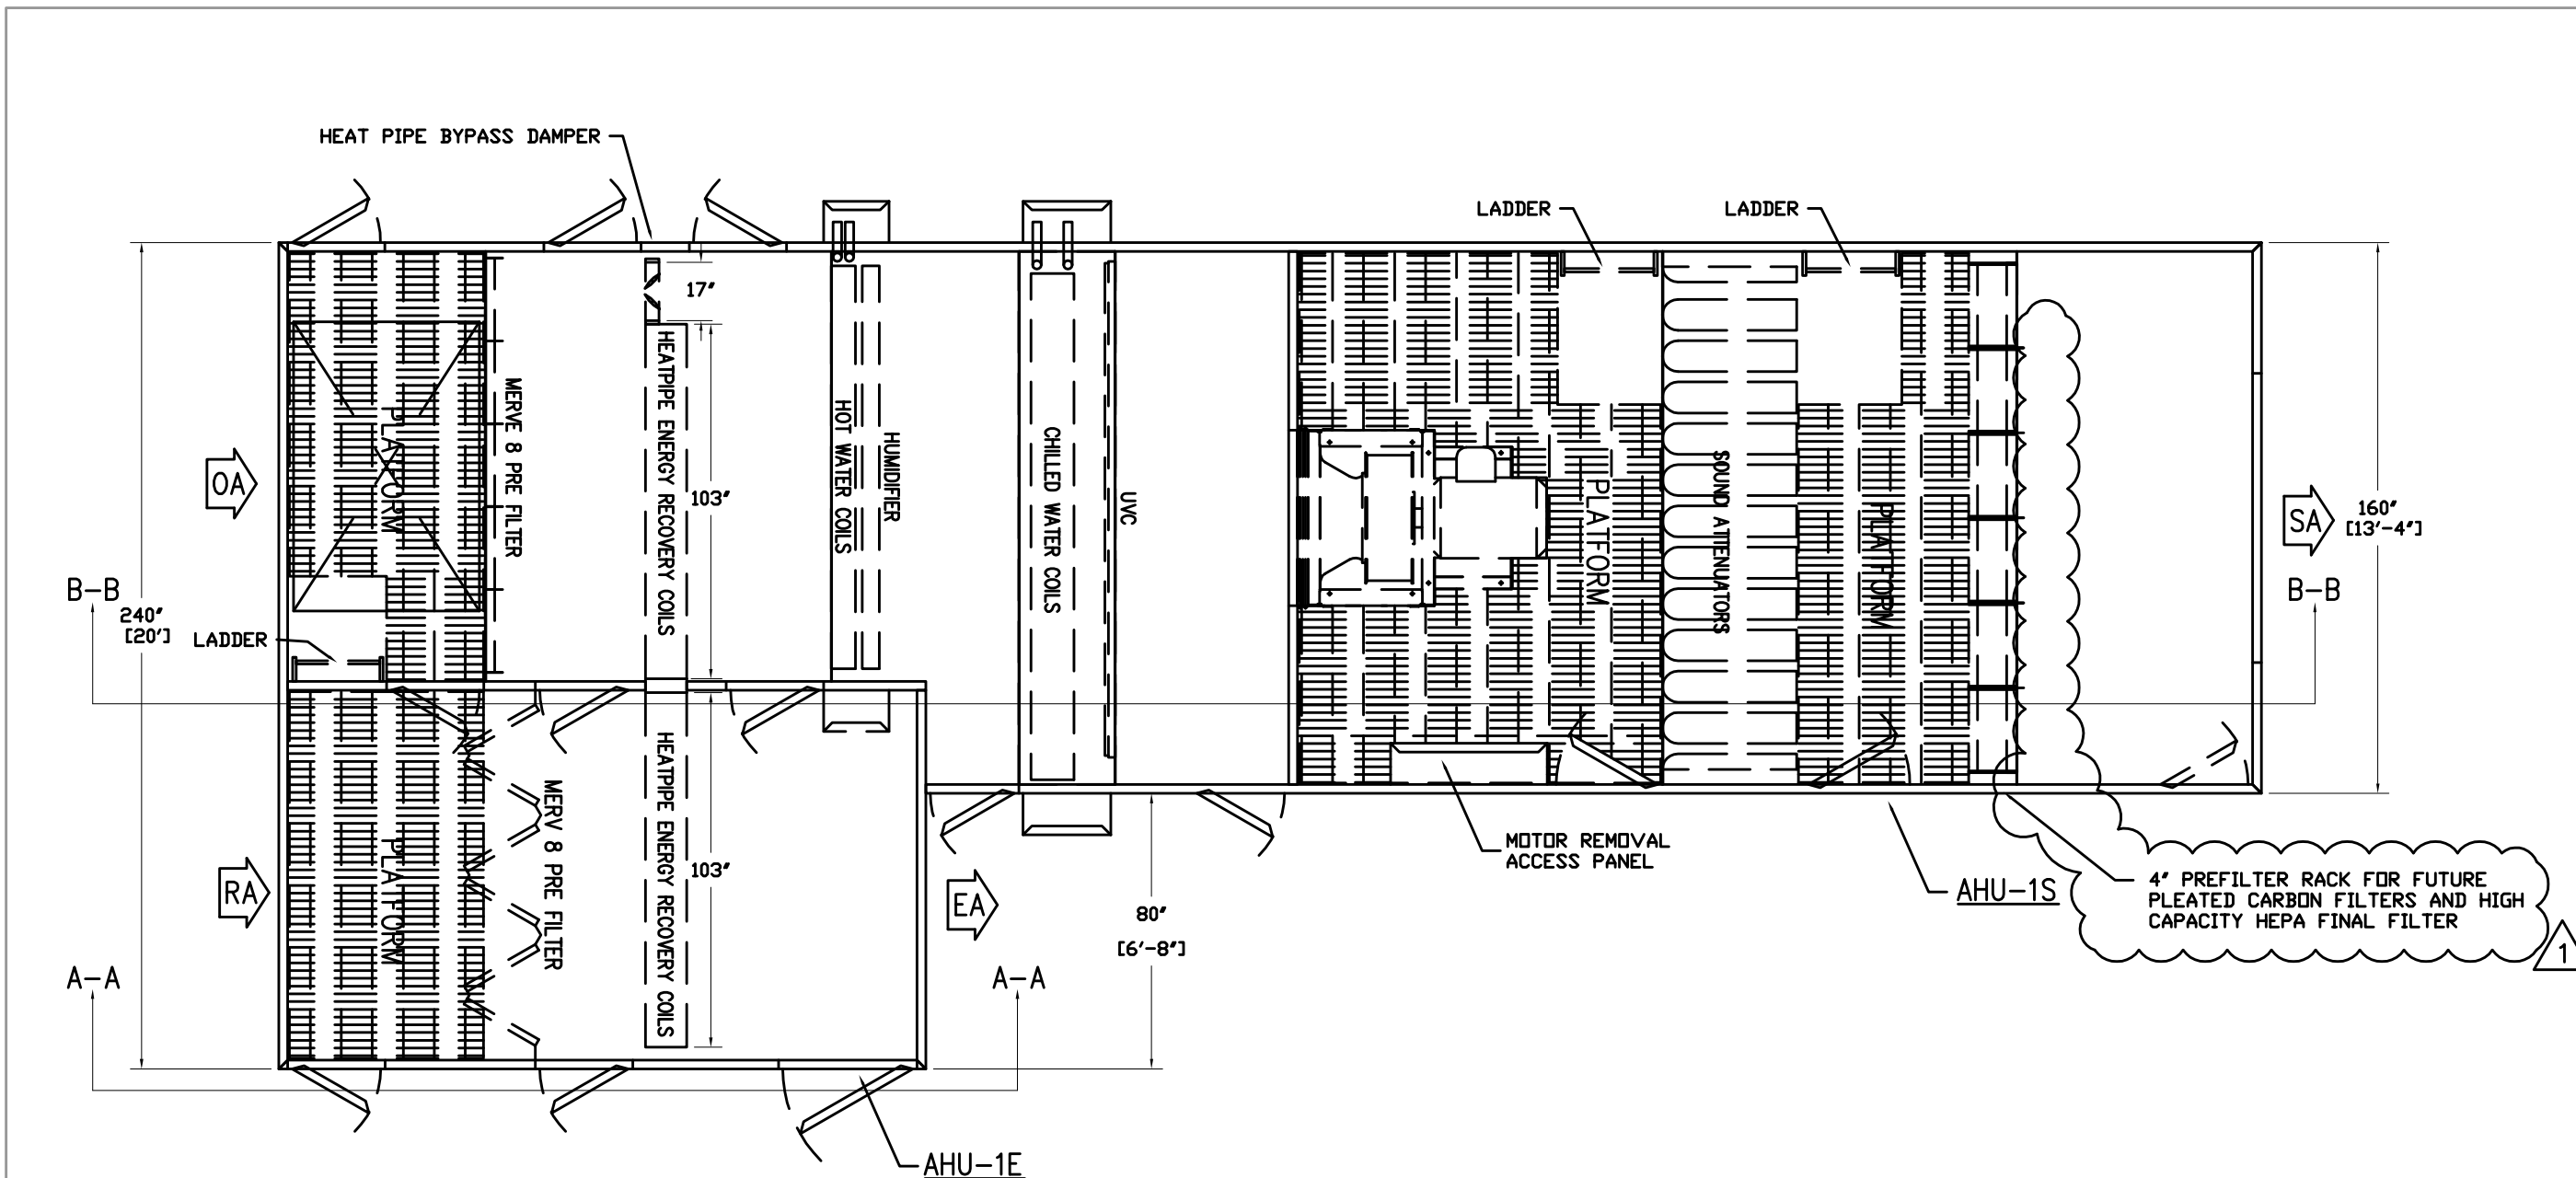 HEAT PIPE BYPASS DAMPER
LADDER
LADDER
17"
OA
PLATFORM
MERVE 8 PRE FILTER
HEATPIPE ENERGY RECOVERY COILS
103"
HOT WATER COILS
HUMIDIFIER
CHILLED WATER COILS
UVC
PLATFORM
SOUND ATTENUATORS
PLATFORM
SA
160"
[13'-4"]
B-B
B-B
240"
[20']
LADDER
RA
PLATFORM
MERV 8 PRE FILTER
HEATPIPE ENERGY RECOVERY COILS
103"
EA
80"
[6'-8"]
MOTOR REMOVAL
ACCESS PANEL
AHU-1S
4" PREFILTER RACK FOR FUTURE
PLEATED CARBON FILTERS AND HIGH
CAPACITY HEPA FINAL FILTER
1
A-A
A-A
AHU-1E